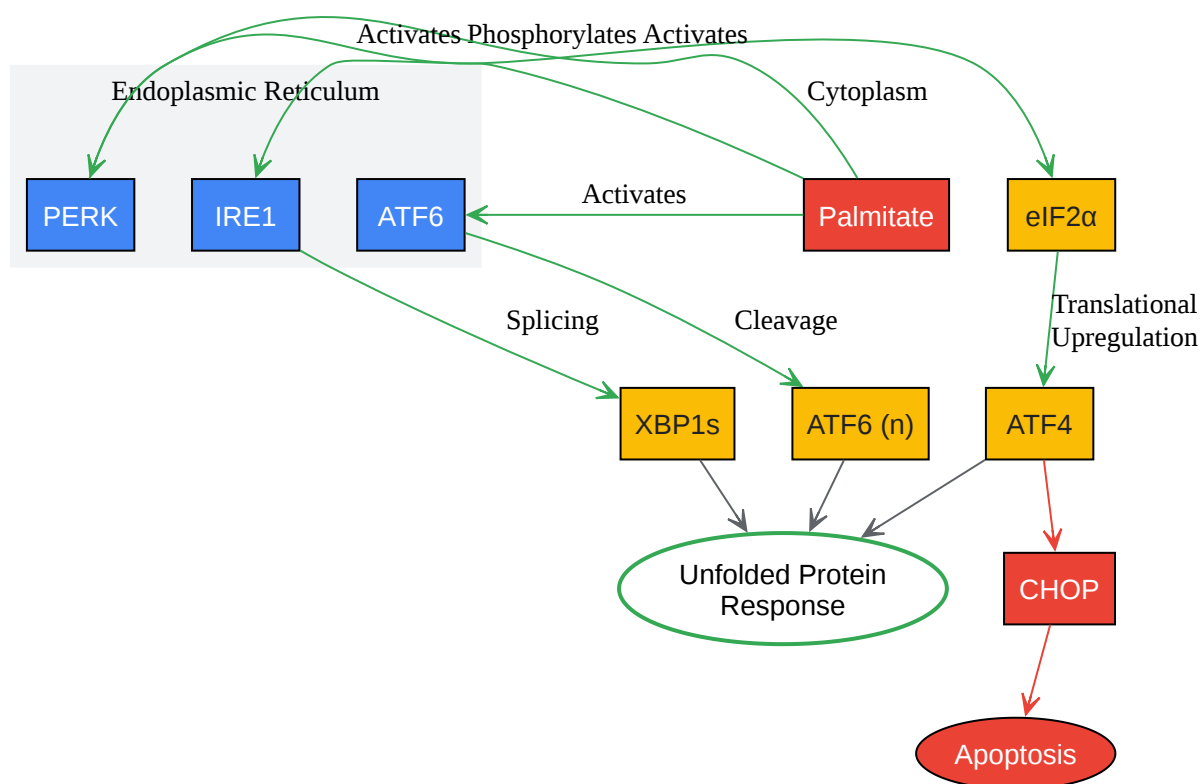 Activates Phosphorylates Activates
Endoplasmic Reticulum
Cytoplasm
PERK
IRE1
ATF6
Activates
Palmitate
eIF2α
Splicing
Cleavage
Translational
Upregulation
XBP1s
ATF6 (n)
ATF4
Unfolded Protein
Response
CHOP
Apoptosis